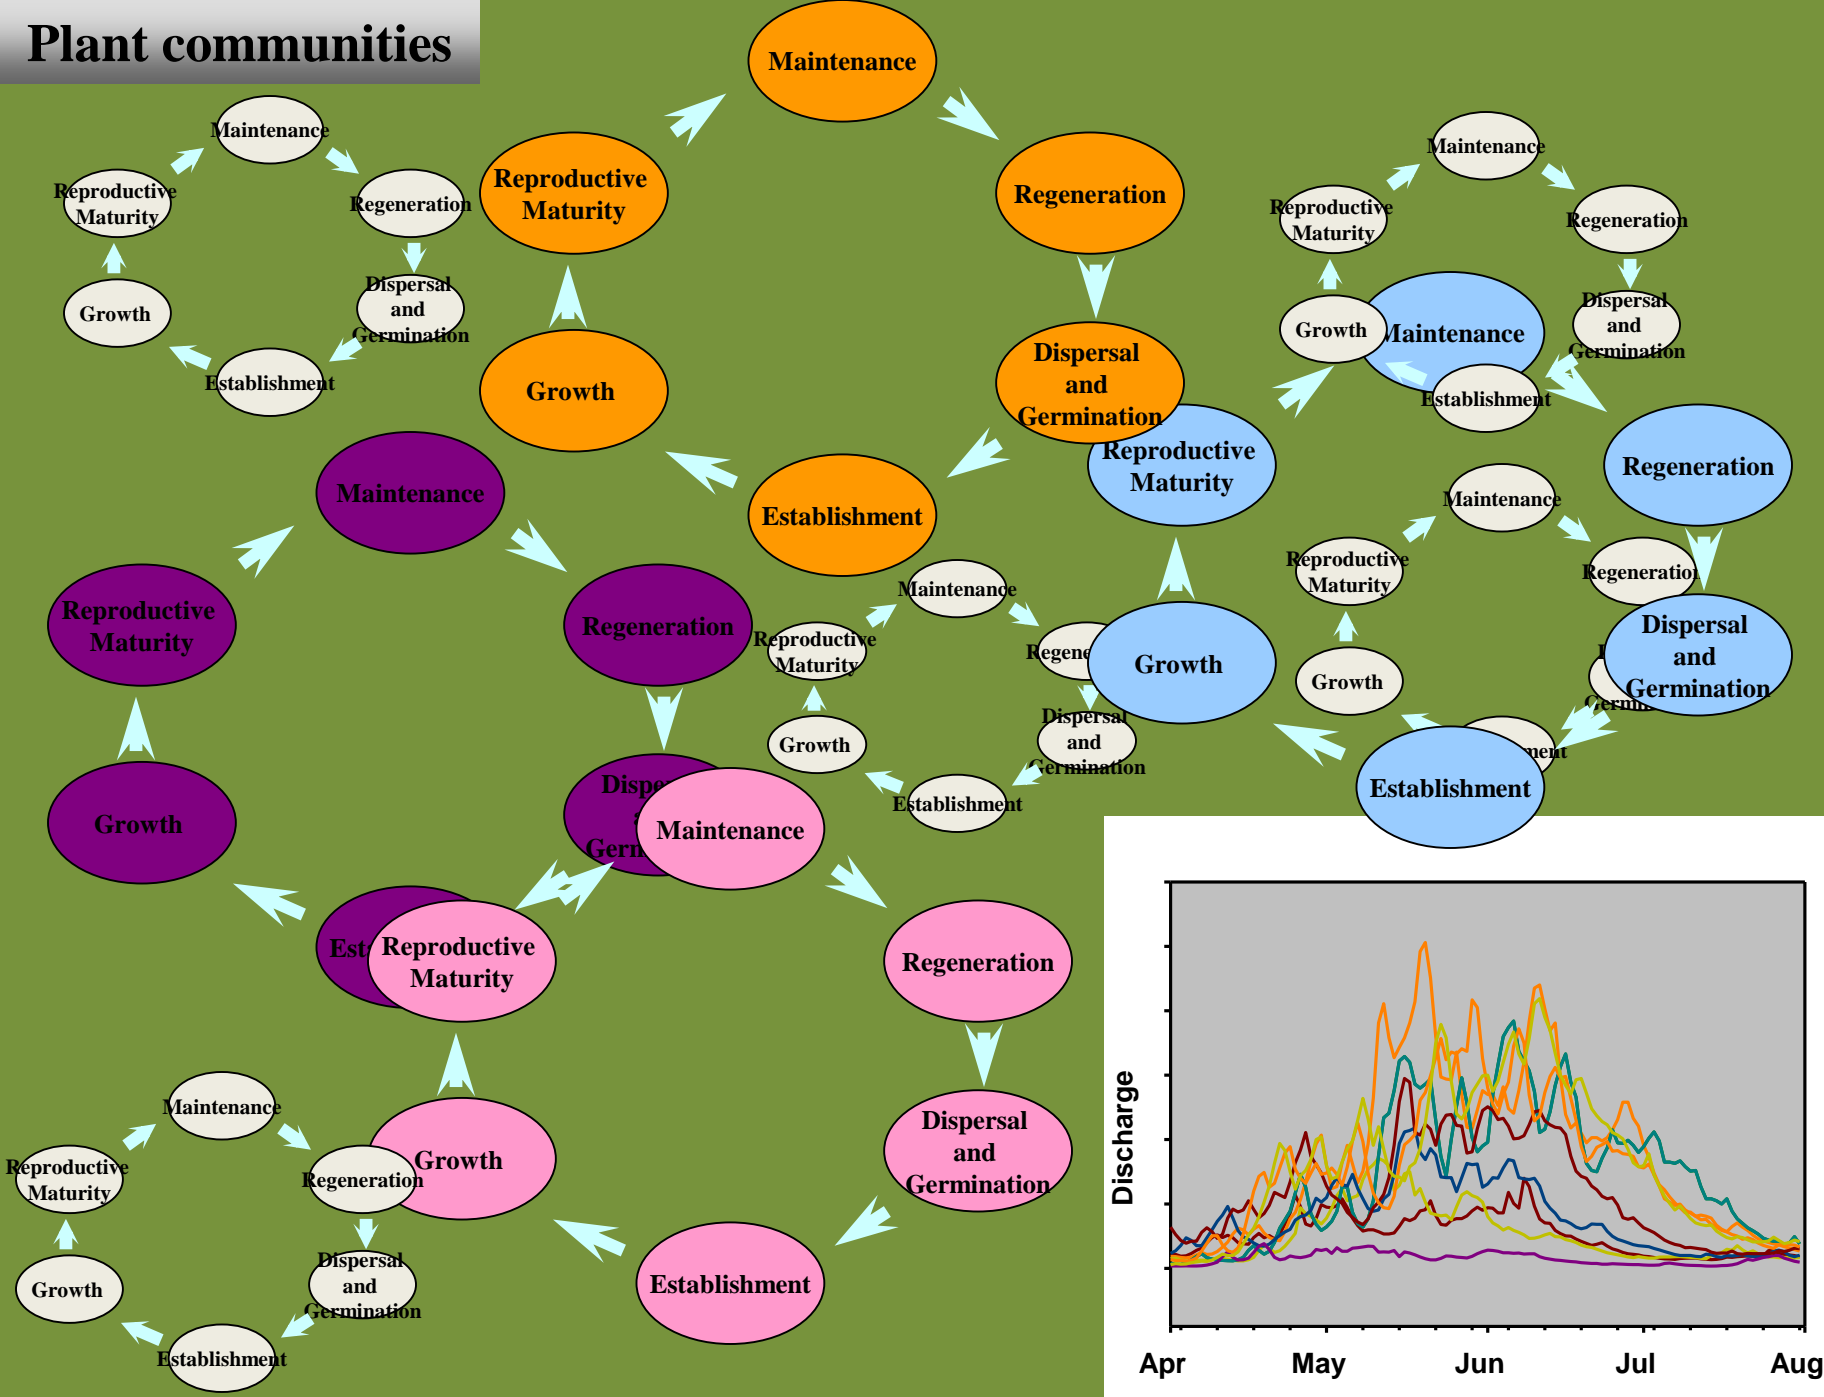 Plant communities
Maintenance
Regeneration
Dispersal
and
Germination
Establishment
Growth
Reproductive
Maturity
Maintenance
Regeneration
Dispersal
and
Germination
Establishment
Growth
Reproductive
Maturity
Maintenance
Regeneration
Dispersal
and
Germination
Establishment
Growth
Reproductive
Maturity
Maintenance
Regeneration
Dispersal
and
Germination
Establishment
Growth
Reproductive
Maturity
Maintenance
Regeneration
Growth
Reproductive
Maturity
Maintenance
Regeneration
Growth
Reproductive
Maturity
Maintenance
Dispersal
and
Germination
Establishment
Growth
Reproductive
Maturity
Maintenance
Regeneration
Dispersal
and
Germination
Establishment
Growth
Reproductive
Maturity
Maintenance
Regeneration
Dispersal
and
Germination
Establishment
Growth
Reproductive
Maturity
Discharge
Apr May Jun Jul Aug